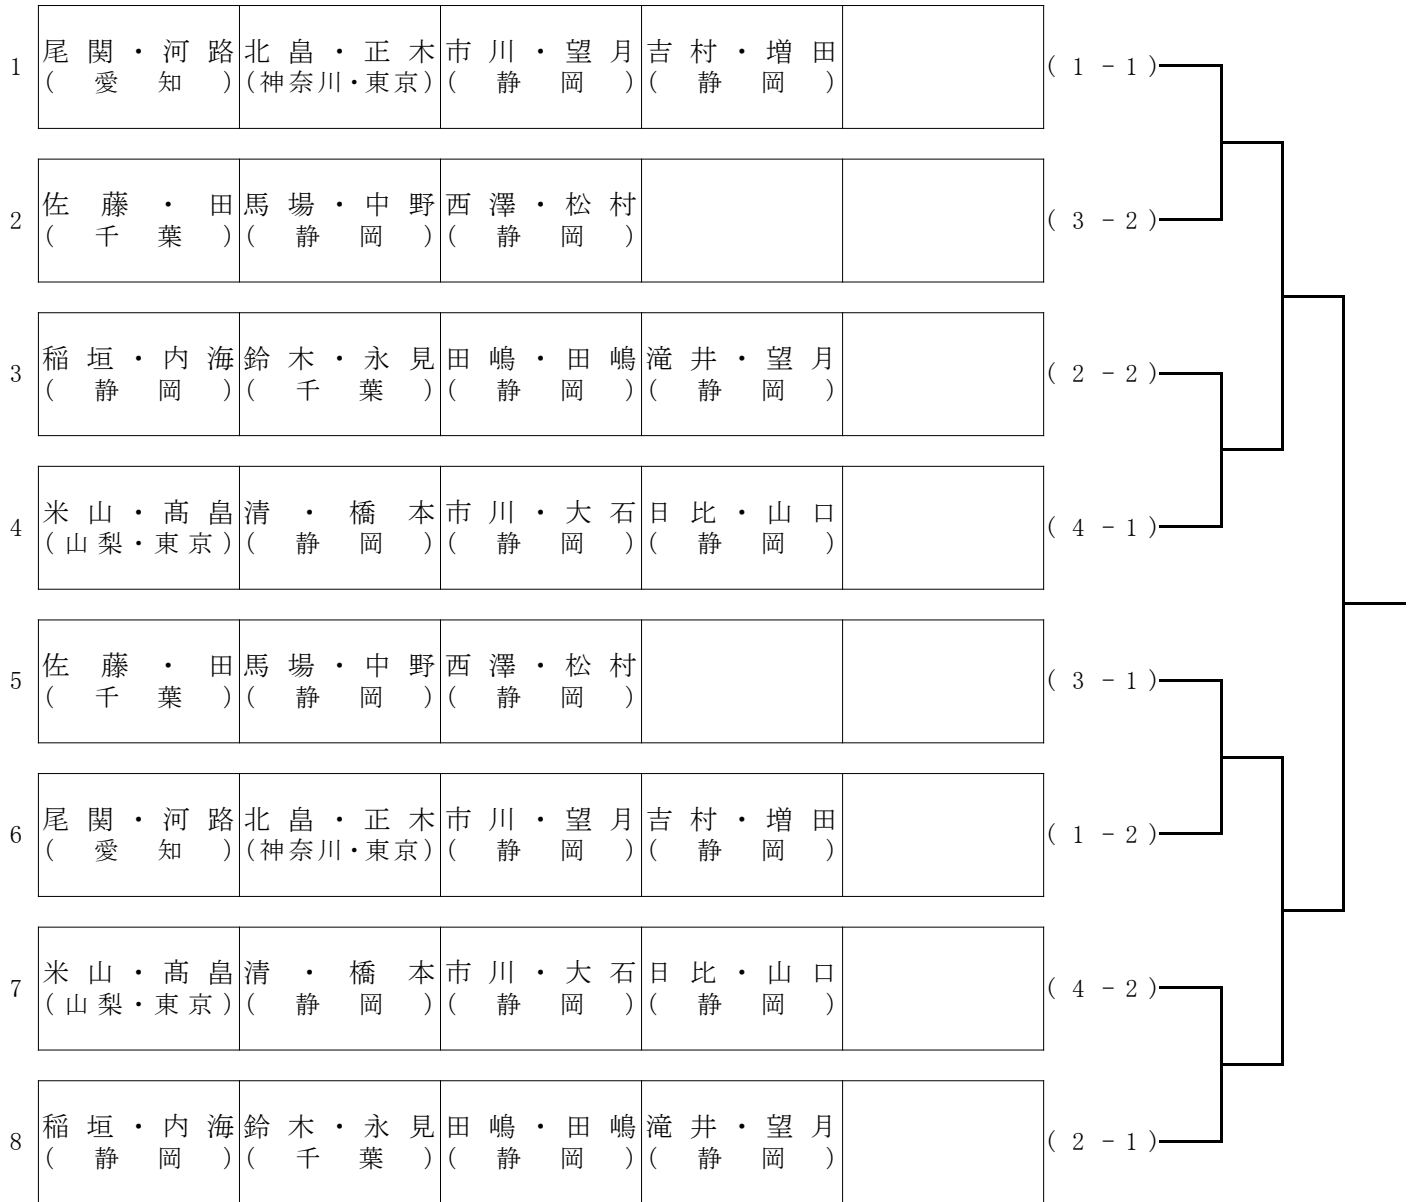 1 尾関・河路 北畠・正木 市川・望月 吉村・増田 (1-1)
(愛知) (神奈川・東京) (静岡) (静岡)
2 佐藤・田 馬場・中野 西澤・松村 (3-2)
(千葉) (静岡) (静岡)
3 稲垣・内海 鈴木・永見 田嶋・田嶋 滝井・望月 (2-2)
(静岡) (千葉) (静岡) (静岡)
4 米山・髙畠 清・橋本 市川・大石 日比・山口 (4-1)
(山梨・東京) (静岡) (静岡) (静岡)
5 佐藤・田 馬場・中野 西澤・松村 (3-1)
(千葉) (静岡) (静岡)
6 尾関・河路 北畠・正木 市川・望月 吉村・増田 (1-2)
(愛知) (神奈川・東京) (静岡) (静岡)
7 米山・髙畠 清・橋本 市川・大石 日比・山口 (4-2)
(山梨・東京) (静岡) (静岡) (静岡)
8 稲垣・内海 鈴木・永見 田嶋・田嶋 滝井・望月 (2-1)
(静岡) (千葉) (静岡) (静岡)